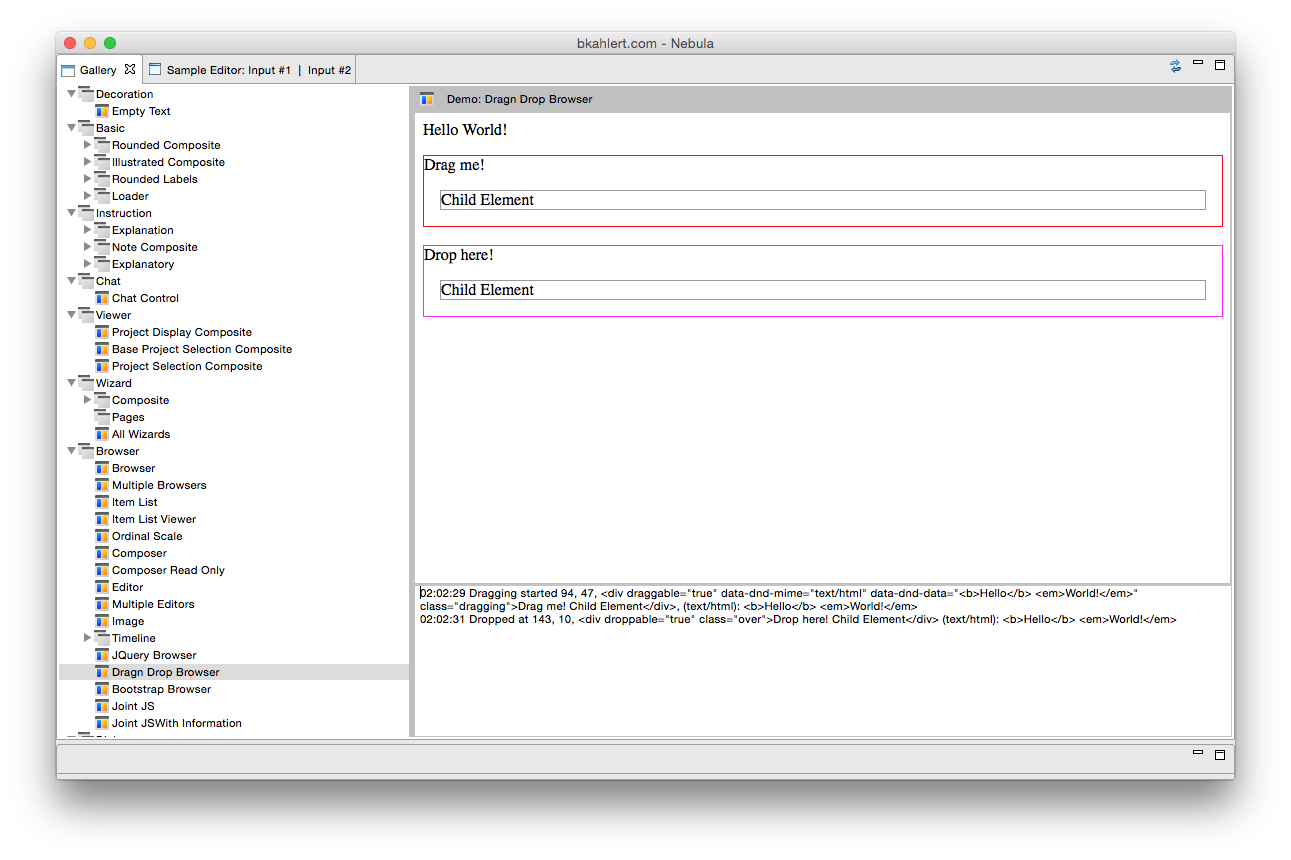 bkahlert.com - Nebula
Gallery
Sample Editor: Input #1 | Input #2
Decoration
Empty Text
Basic
Rounded Composite
Illustrated Composite
Rounded Labels
Loader
Instruction
Explanation
Note Composite
Explanatory
Chat
Chat Control
Viewer
Project Display Composite
Base Project Selection Composite
Project Selection Composite
Wizard
Composite
Pages
All Wizards
Browser
Browser
Multiple Browsers
Item List
Item List Viewer
Ordinal Scale
Composer
Composer Read Only
Editor
Multiple Editors
Image
Timeline
JQuery Browser
Dragn Drop Browser
Bootstrap Browser
Joint JS
Joint JSWith Information
Demo: Dragn Drop Browser
Hello World!
Drag me!
Child Element
Drop here!
Child Element
02:02:29 Dragging started 94, 47, <div draggable="true" data-dnd-mime="text/html" data-dnd-data="<b>Hello</b> <em>World!</em>"
class="dragging">Drag me! Child Element</div>, (text/html): <b>Hello</b> <em>World!</em>
02:02:31 Dropped at 143, 10, <div droppable="true" class="over">Drop here! Child Element</div> (text/html): <b>Hello</b> <em>World!</em>